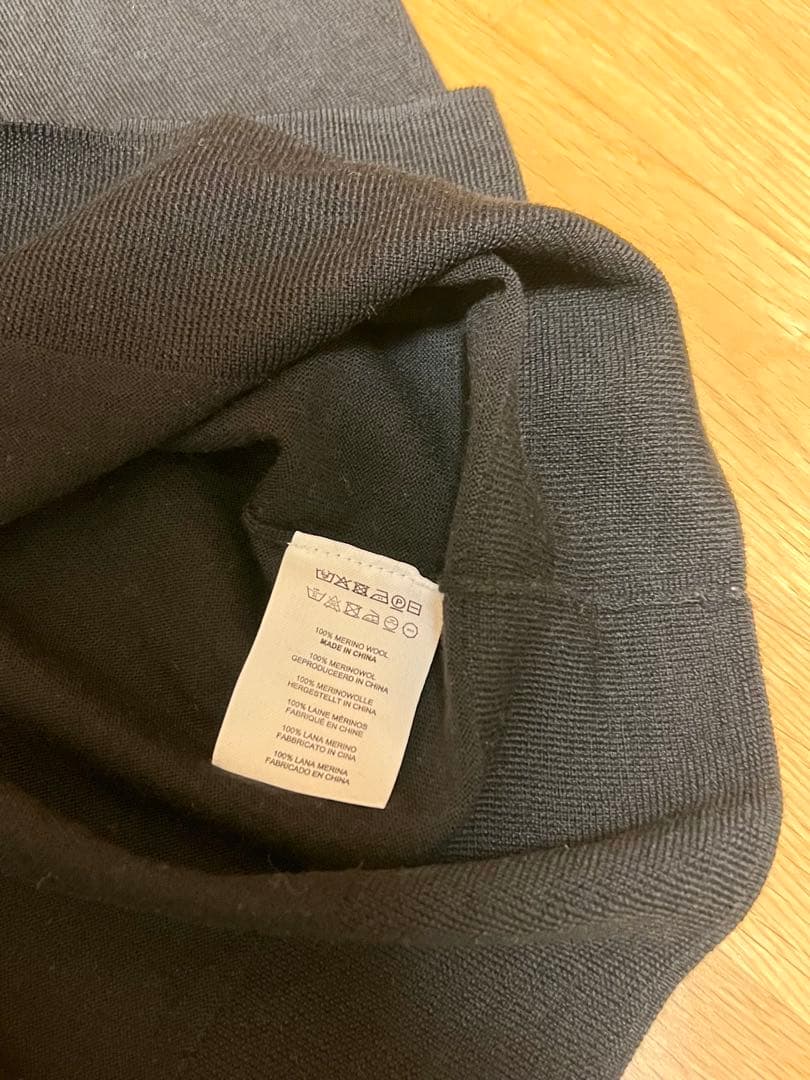 100% MERINO WOOL
MADE IN CHINA
100% MERINOWOL
GEPRODUCEERD IN CHINA
100% MERINOWOLLE
HERGESTELLT IN CHINA
100% LAINE MÉRINOS
FABRIQUÉ EN CHINE
100% LANA MERINO
FABBRICATO IN CINA
100% LANA MERINA
FABRICADO EN CHINA